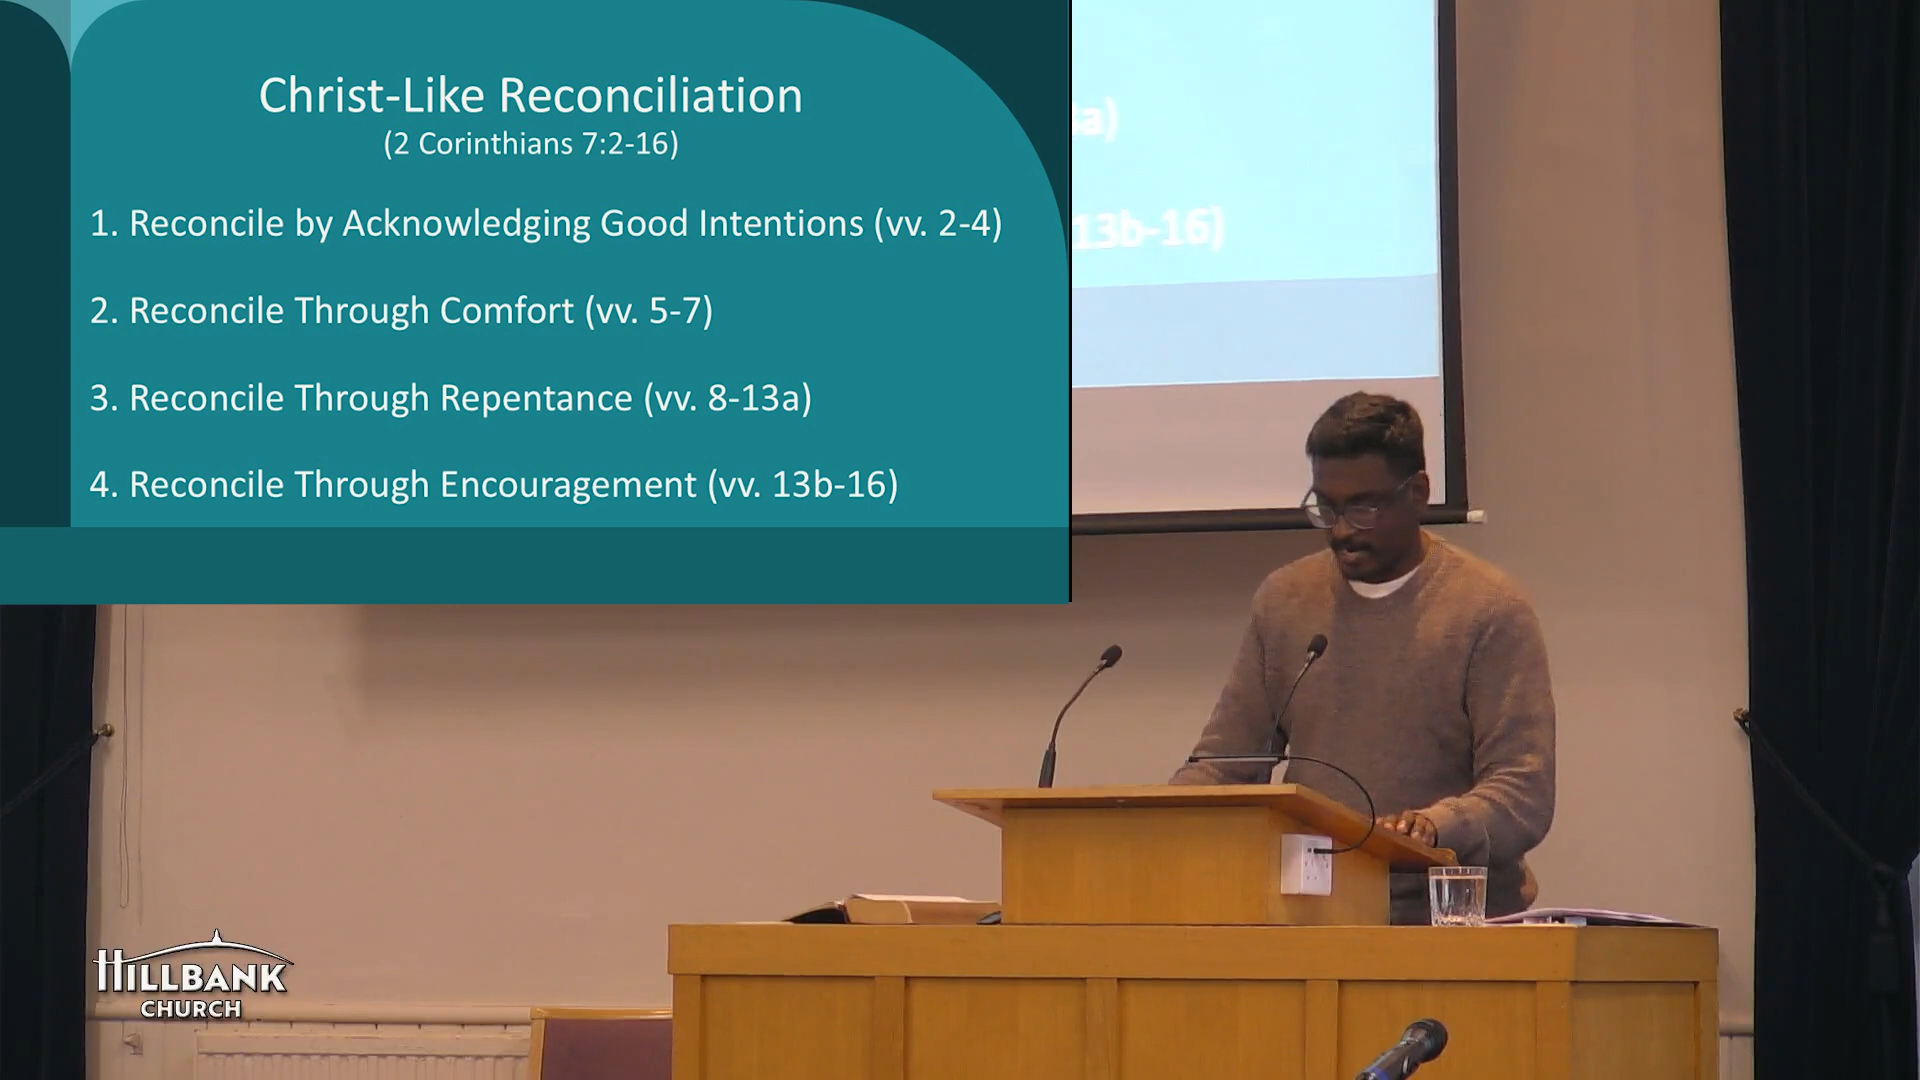 Christ-Like Reconciliation
(2 Corinthians 7:2-16)
1. Reconcile by Acknowledging Good Intentions (vv. 2-4)
2. Reconcile Through Comfort (vv. 5-7)
3. Reconcile Through Repentance (vv. 8-13a)
4. Reconcile Through Encouragement (vv. 13b-16)
3a)
13b-16)
HILLBANK
CHURCH